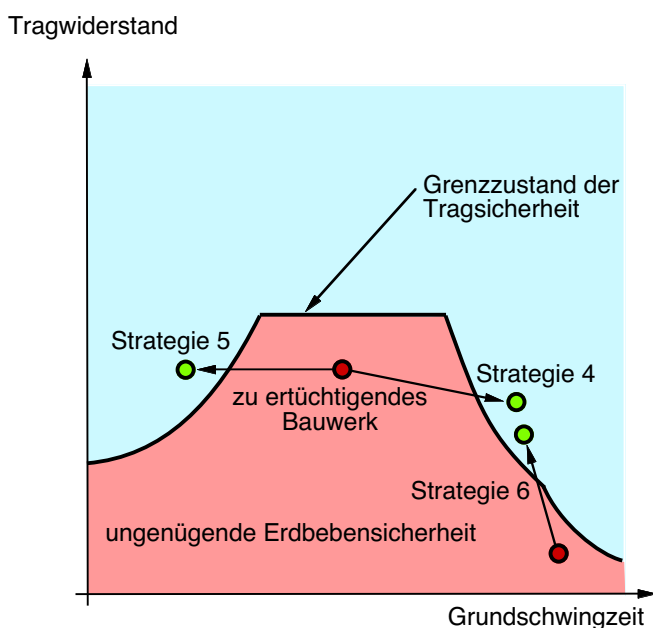 Tragwiderstand
Grenzzustand der
Tragsicherheit
Strategie 5
Strategie 4
zu ertüchtigendes
Bauwerk
Strategie 6
ungenügende Erdbebensicherheit
Grundschwingzeit